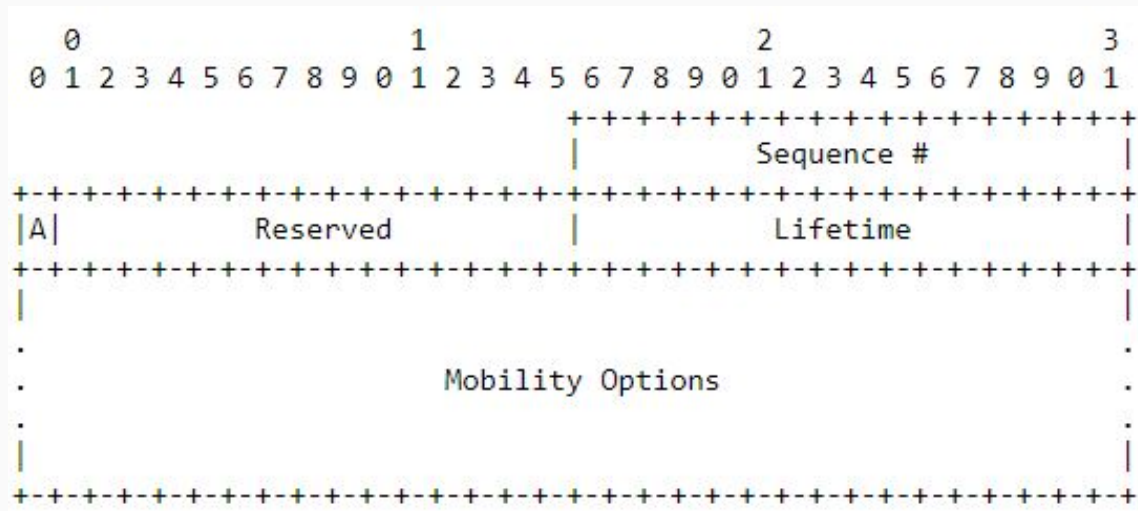 0 1 2 3
0 1 2 3 4 5 6 7 8 9 0 1 2 3 4 5 6 7 8 9 0 1 2 3 4 5 6 7 8 9 0 1
+-+-+-+-+-+-+-+-+-+-+-+-+-+-+-+-+
| Sequence # |
+-+-+-+-+-+-+-+-+-+-+-+-+-+-+-+-+-+-+-+-+-+-+-+-+-+-+-+-+-+-+-+-+
|A| Reserved | Lifetime |
+-+-+-+-+-+-+-+-+-+-+-+-+-+-+-+-+-+-+-+-+-+-+-+-+-+-+-+-+-+-+-+-+
| |
. .
. Mobility Options .
. .
| |
+-+-+-+-+-+-+-+-+-+-+-+-+-+-+-+-+-+-+-+-+-+-+-+-+-+-+-+-+-+-+-+-+